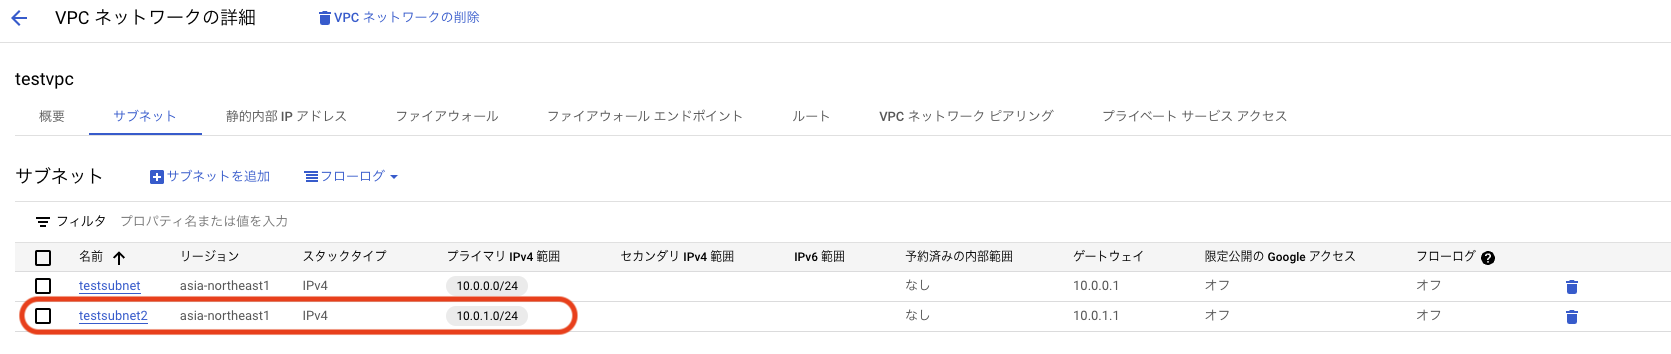 VPC ネットワークの詳細 VPC ネットワークの削除
testvpc
概要 サブネット 静的内部 IP アドレス ファイアウォール ファイアウォール エンドポイント ルート VPC ネットワーク ピアリング プライベート サービス アクセス
サブネット サブネットを追加 フローログ
フィルタ プロパティ名または値を入力
名前 リージョン スタックタイプ プライマリ IPv4 範囲 セカンダリ IPv4 範囲 IPv6 範囲 予約済みの内部範囲 ゲートウェイ 限定公開の Google アクセス フローログ ?
testsubnet asia-northeast1 IPv4 10.0.0.0/24 なし 10.0.0.1 オフ オフ
testsubnet2 asia-northeast1 IPv4 10.0.1.0/24 なし 10.0.1.1 オフ オフ